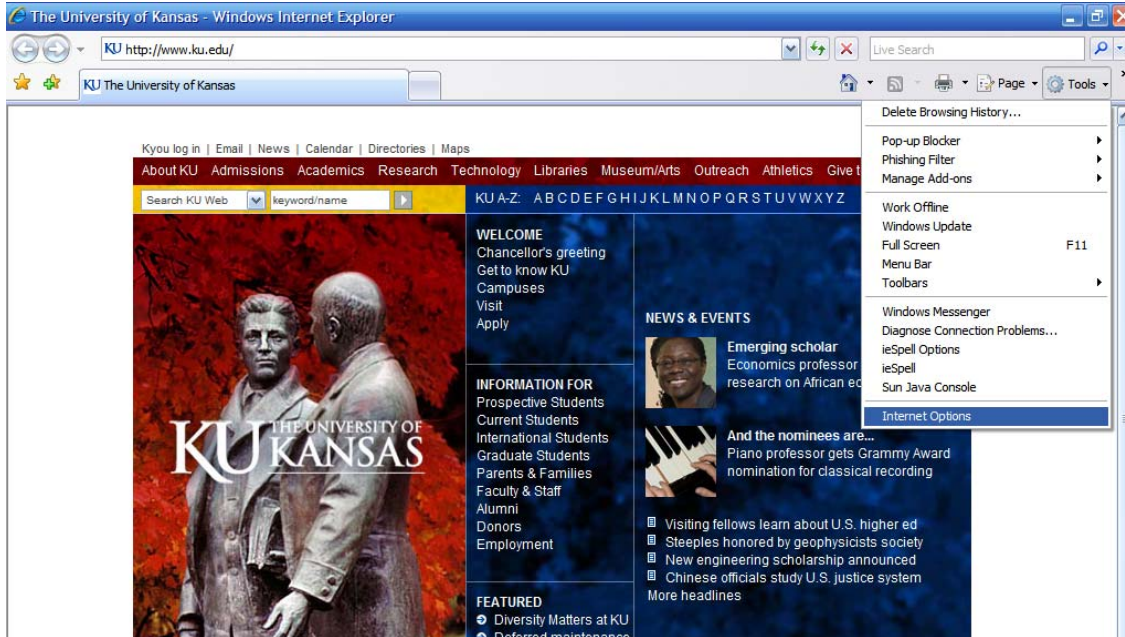 The University of Kansas - Windows Internet Explorer
KU http://www.ku.edu/
Live Search
KU The University of Kansas
Page
Tools
Delete Browsing History...
Pop-up Blocker
Phishing Filter
Manage Add-ons
Work Offline
Windows Update
Full Screen F11
Menu Bar
Toolbars
Windows Messenger
Diagnose Connection Problems...
ieSpell Options
ieSpell
Sun Java Console
Internet Options
Kyou log in | Email | News | Calendar | Directories | Maps
About KU Admissions Academics Research Technology Libraries Museum/Arts Outreach Athletics Give t
Search KU Web keyword/name
KU A-Z: A B C D E F G H I J K L M N O P Q R S T U V W X Y Z
KU THE UNIVERSITY OF
KANSAS
WELCOME
Chancellor's greeting
Get to know KU
Campuses
Visit
Apply
INFORMATION FOR
Prospective Students
Current Students
International Students
Graduate Students
Parents & Families
Faculty & Staff
Alumni
Donors
Employment
FEATURED
Diversity Matters at KU
Deferred maintenance
NEWS & EVENTS
Emerging scholar
Economics professor
research on African ec
And the nominees are...
Piano professor gets Grammy Award
nomination for classical recording
Visiting fellows learn about U.S. higher ed
Steeples honored by geophysicists society
New engineering scholarship announced
Chinese officials study U.S. justice system
More headlines